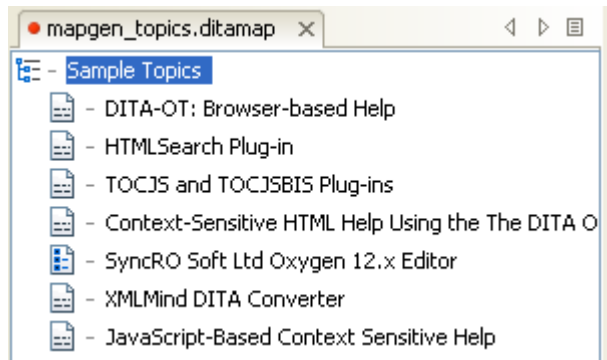 mapgen_topics.ditamap
Sample Topics
DITA-OT: Browser-based Help
HTMLSearch Plug-in
TOCJS and TOCJSBIS Plug-ins
Context-Sensitive HTML Help Using the The DITA O
SyncRO Soft Ltd Oxygen 12.x Editor
XMLMind DITA Converter
JavaScript-Based Context Sensitive Help